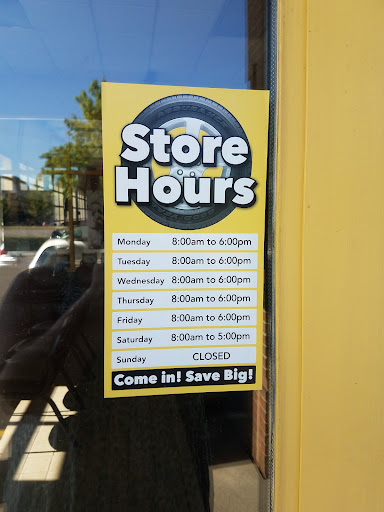 Store
Hours
Monday 8:00am to 6:00pm
Tuesday 8:00am to 6:00pm
Wednesday 8:00am to 6:00pm
Thursday 8:00am to 6:00pm
Friday 8:00am to 6:00pm
Saturday 8:00am to 5:00pm
Sunday CLOSED
Come in! Save Big!